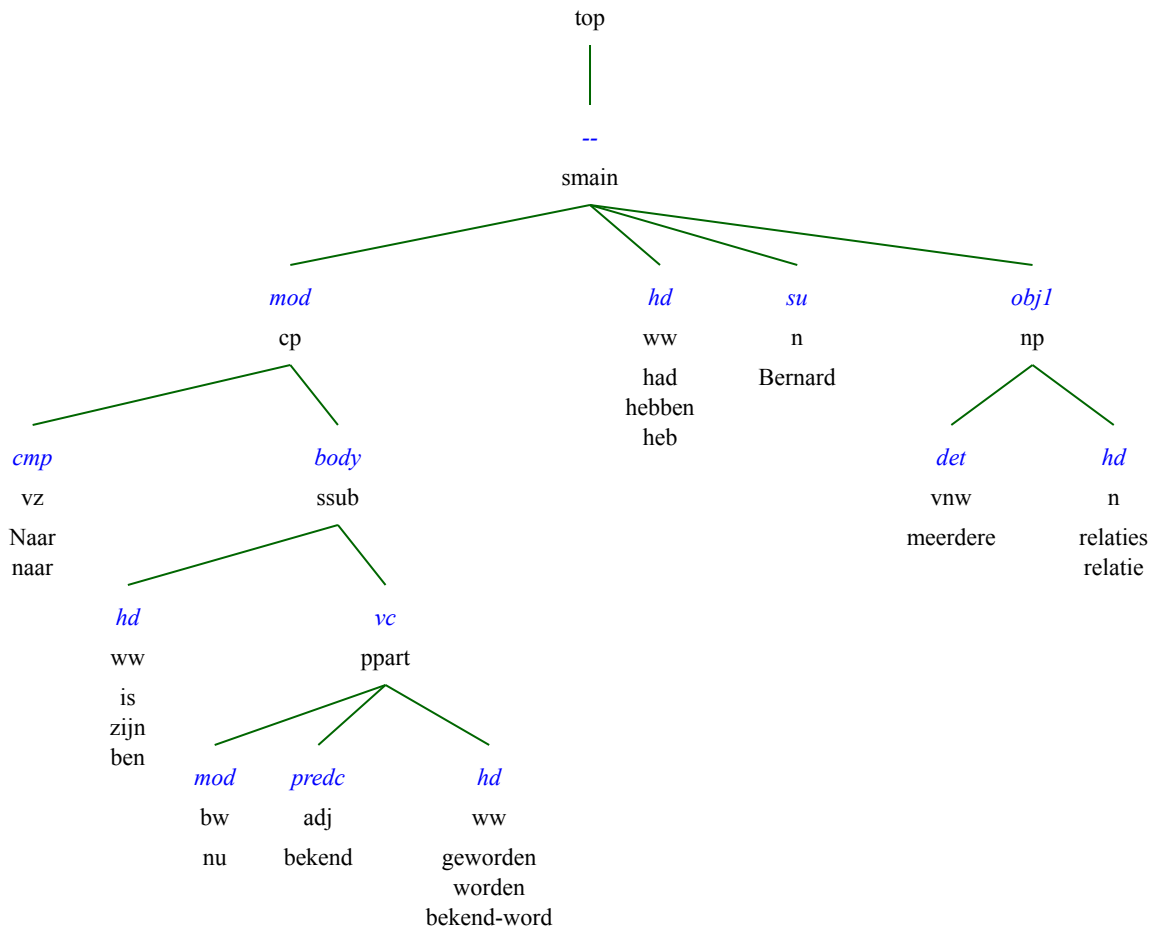 top
--
smain
mod hd su obj1
cp ww n np
had Bernard
hebben
heb
cmp body det hd
vz ssub vnw n
Naar meerdere relaties
naar relatie
hd vc
ww ppart
is
zijn
ben
mod predc hd
bw adj ww
nu bekend geworden
worden
bekend-word